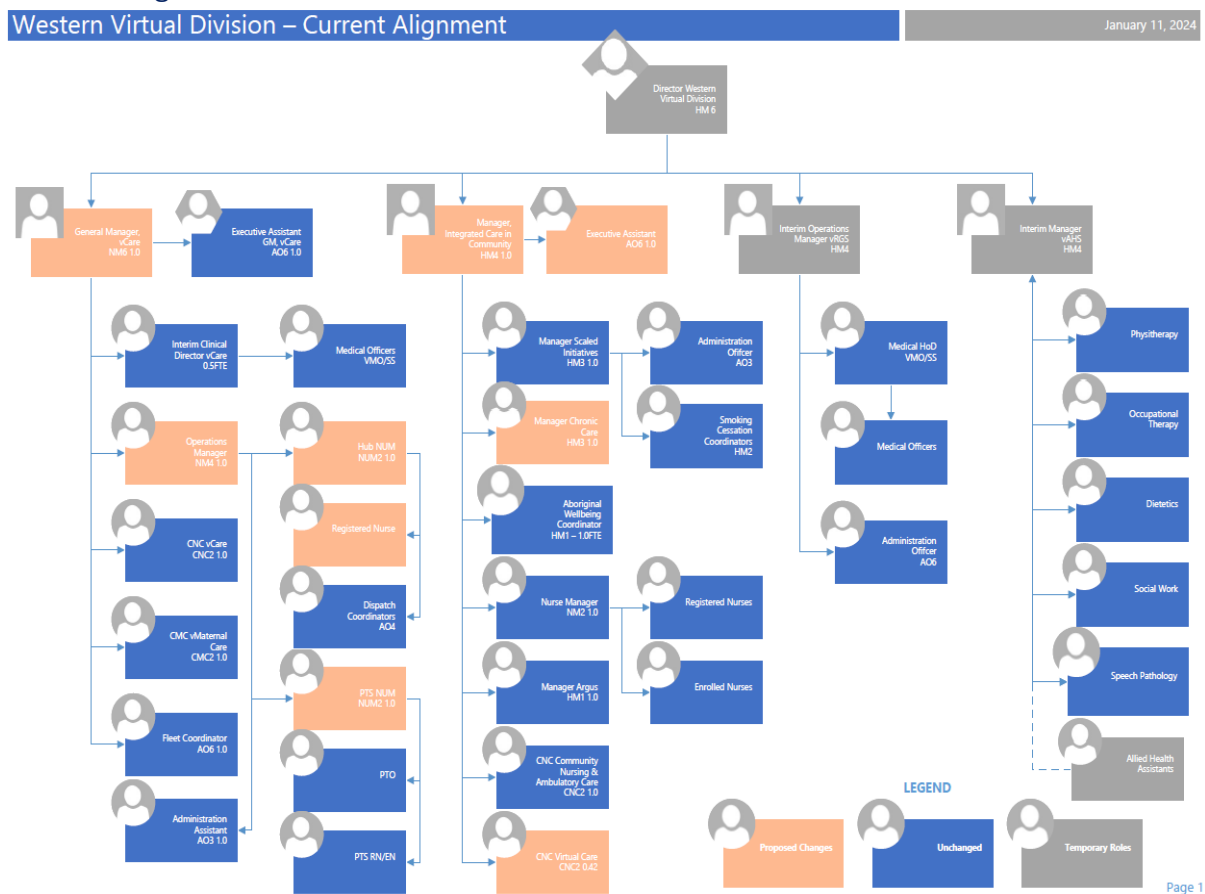 Western Virtual Division – Current Alignment
January 11, 2024
Director Western
Virtual Division
HM 6
General Manager,
vCare
NM6 1.0
Executive Assistant
GM, vCare
AO6 1.0
Manager,
Integrated Care in
Community
HM4 1.0
Executive Assistant
AO6 1.0
Interim Operations
Manager vRGS
HM4
Interim Manager
vAHS
HM4
Interim Clinical
Director vCare
0.5FTE
Medical Officers
VMO/SS
Operations
Manager
NM4 1.0
Hub NUM
NUM2 1.0
Registered Nurse
CNC vCare
CNC2 1.0
Dispatch
Coordinators
AO4
CMC vMaternal
Care
CMC2 1.0
PTS NUM
NUM2 1.0
Fleet Coordinator
AO6 1.0
PTO
Administration
Assistant
AO3 1.0
PTS RN/EN
Manager Scaled
Initiatives
HM3 1.0
Administration
Ofifcer
AO3
Manager Chronic
Care
HM3 1.0
Smoking
Cessation
Coordinators
HM2
Aboriginal
Wellbeing
Coordinator
HM1 – 1.0FTE
Nurse Manager
NM2 1.0
Registered Nurses
Manager Argus
HM1 1.0
Enrolled Nurses
CNC Community
Nursing &
Ambulatory Care
CNC2 1.0
CNC Virtual Care
CNC2 0.42
Medical HoD
VMO/SS
Medical Officers
Administration
Ofifcer
AO6
Physitherapy
Occupational
Therapy
Dietetics
Social Work
Speech Pathology
Allied Health
Assistants
LEGEND
Proposed Changes
Unchanged
Temporary Roles
Page 1